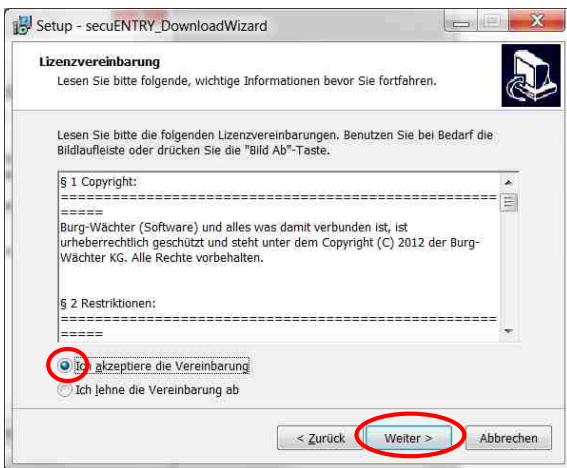 Setup - secuENTRY_DownloadWizard
Lizenzvereinbarung
Lesen Sie bitte folgende, wichtige Informationen bevor Sie fortfahren.
Lesen Sie bitte die folgenden Lizenzvereinbarungen. Benutzen Sie bei Bedarf die
Bildlaufleiste oder drücken Sie die "Bild Ab"-Taste.
§ 1 Copyright:
==================================================
=====
Burg-Wächter (Software) und alles was damit verbunden ist, ist
urheberrechtlich geschützt und steht unter dem Copyright (C) 2012 der Burg-
Wächter KG. Alle Rechte vorbehalten.
§ 2 Restriktionen:
==================================================
=====
Ich akzeptiere die Vereinbarung
Ich lehne die Vereinbarung ab
< Zurück Weiter > Abbrechen